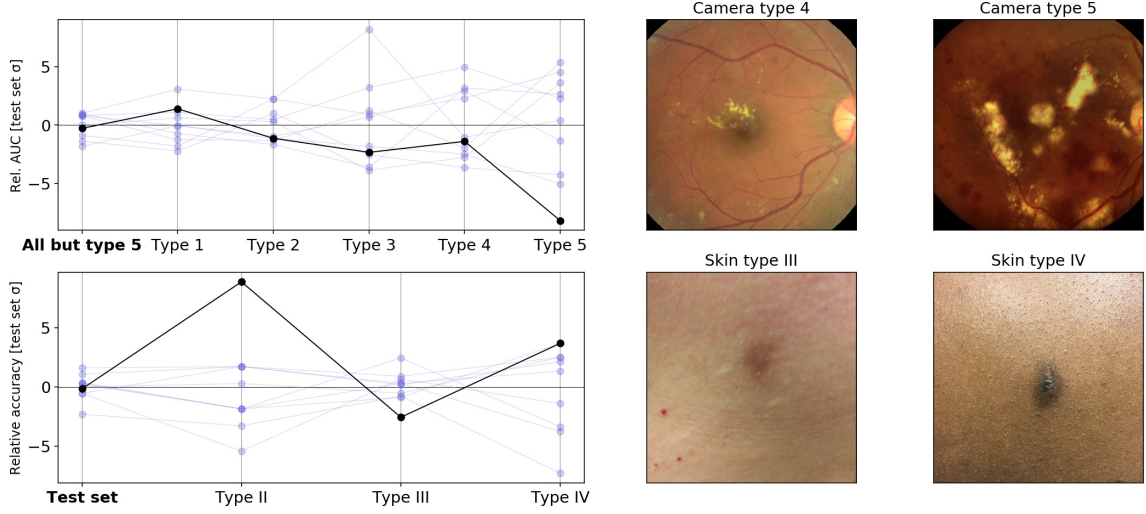 Rel. AUC [test set σ]
5
0
−5
All but type 5 Type 1 Type 2 Type 3 Type 4 Type 5
Camera type 4
Camera type 5
Relative accuracy [test set σ]
5
0
−5
Test set Type II Type III Type IV
Skin type III
Skin type IV